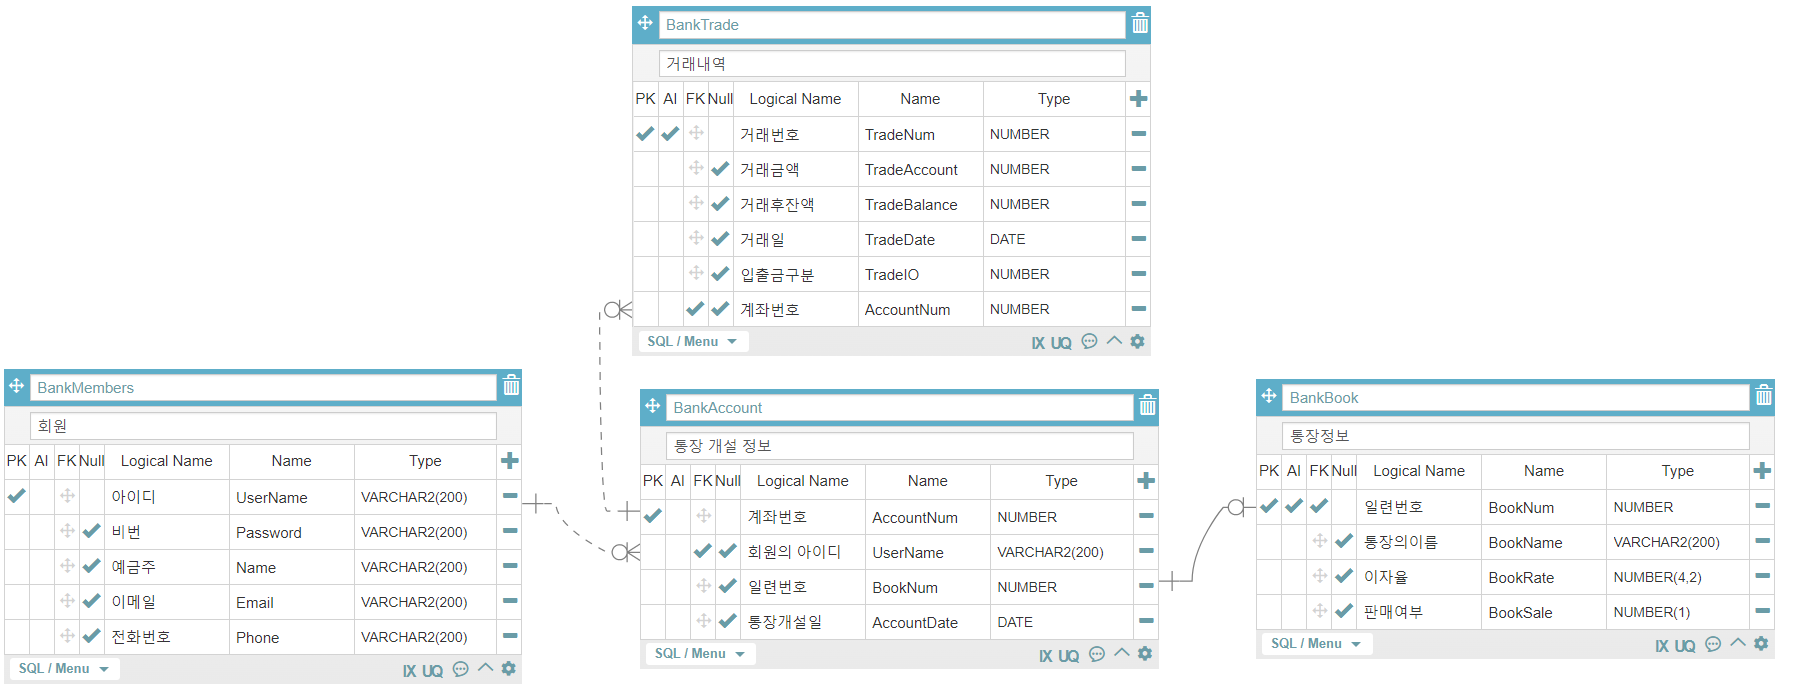 BankTrade
거래내역
PK AI FK Null Logical Name Name Type
거래번호 TradeNum NUMBER
거래금액 TradeAccount NUMBER
거래후잔액 TradeBalance NUMBER
거래일 TradeDate DATE
입출금구분 TradeIO NUMBER
계좌번호 AccountNum NUMBER
SQL / Menu IX UQ
BankMembers
회원
PK AI FK Null Logical Name Name Type
아이디 UserName VARCHAR2(200)
비번 Password VARCHAR2(200)
예금주 Name VARCHAR2(200)
이메일 Email VARCHAR2(200)
전화번호 Phone VARCHAR2(200)
SQL / Menu IX UQ
BankAccount
통장 개설 정보
PK AI FK Null Logical Name Name Type
계좌번호 AccountNum NUMBER
회원의 아이디 UserName VARCHAR2(200)
일련번호 BookNum NUMBER
통장개설일 AccountDate DATE
SQL / Menu IX UQ
BankBook
통장정보
PK AI FK Null Logical Name Name Type
일련번호 BookNum NUMBER
통장의이름 BookName VARCHAR2(200)
이자율 BookRate NUMBER(4,2)
판매여부 BookSale NUMBER(1)
SQL / Menu IX UQ